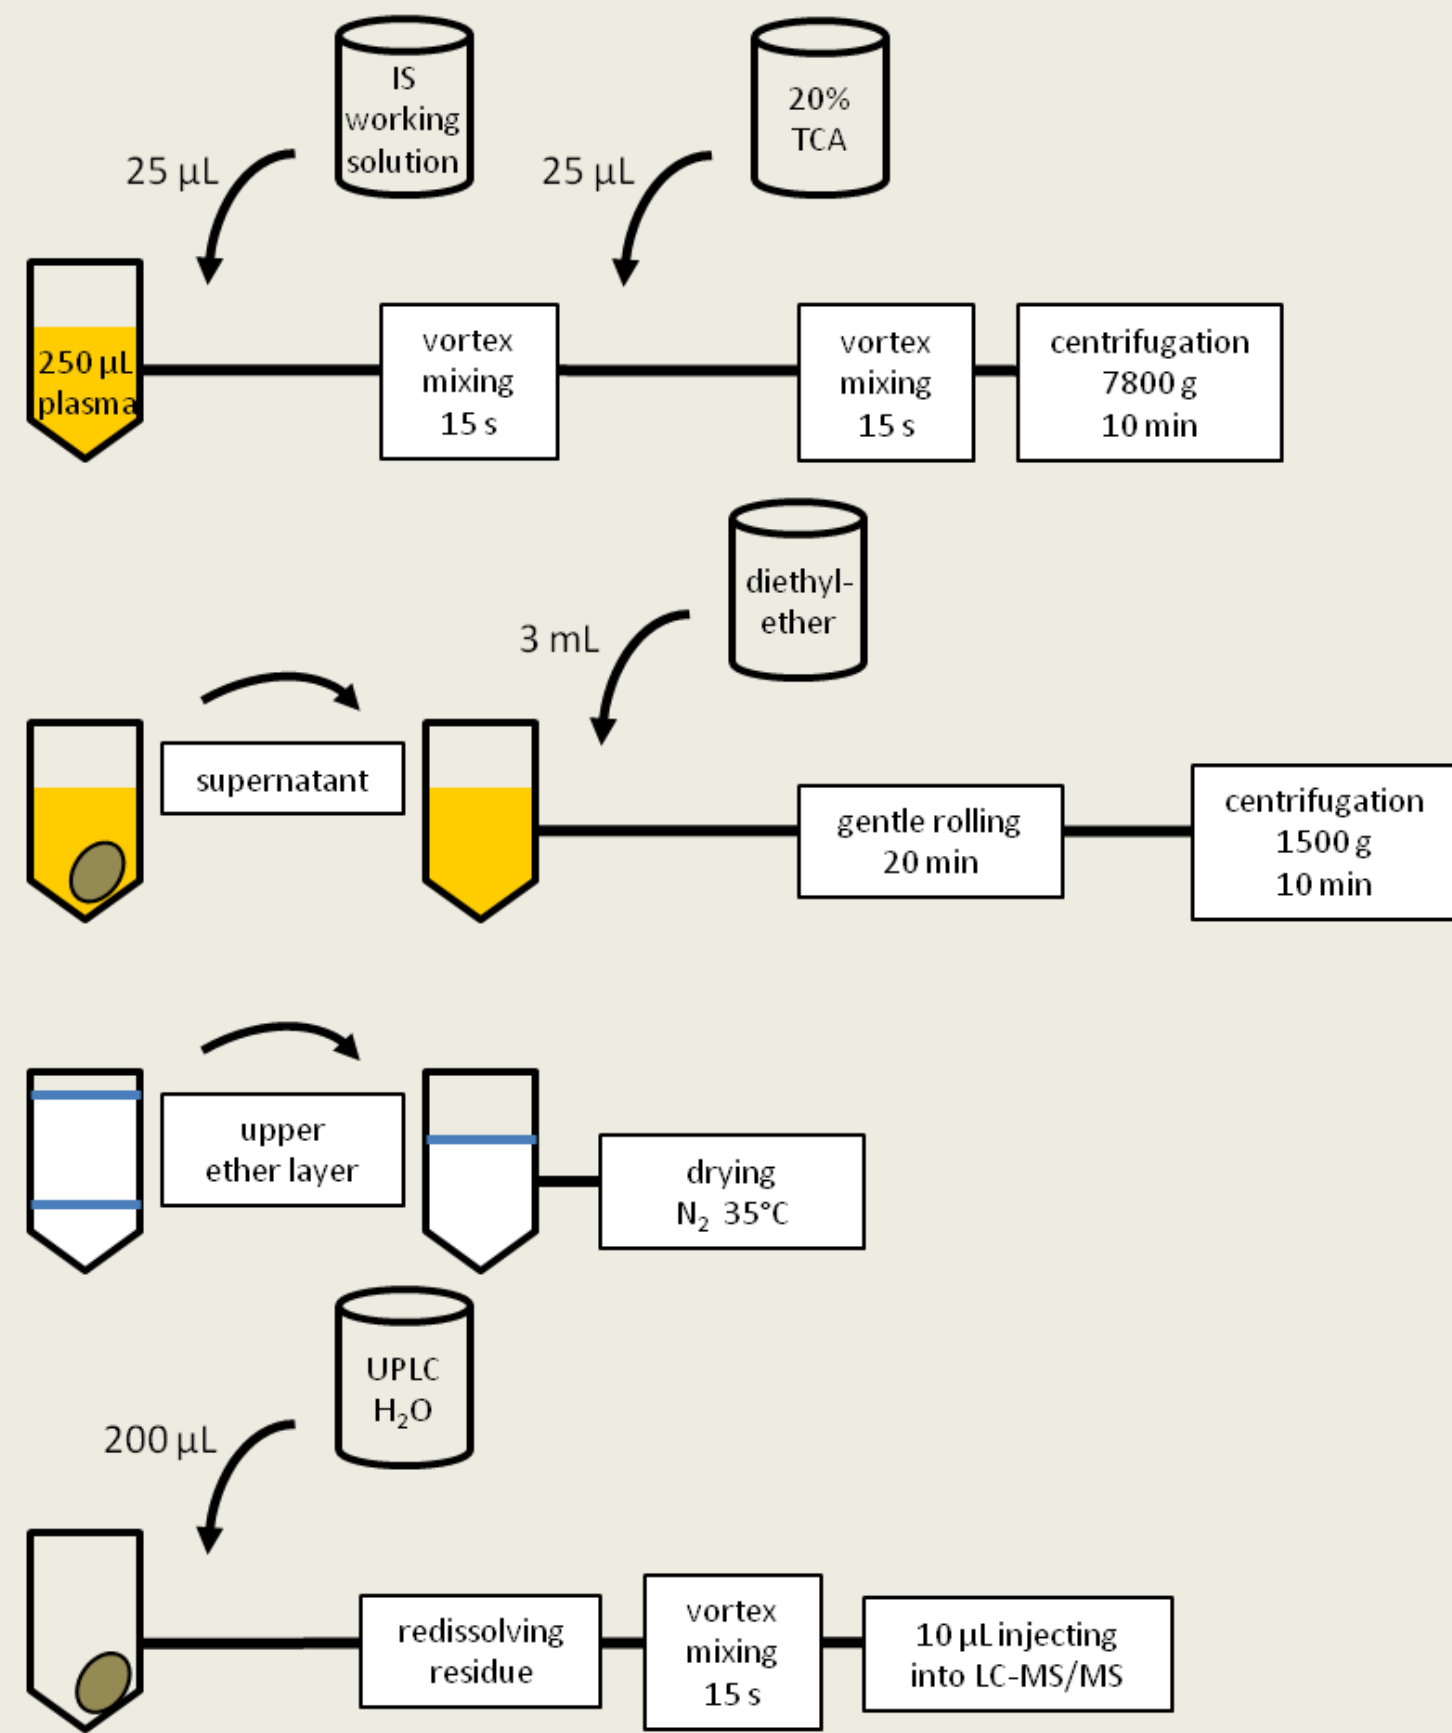 IS
working
solution
20%
TCA
25 µL
25 µL
250 µL
plasma
vortex
mixing
15 s
vortex
mixing
15 s
centrifugation
7800 g
10 min
diethyl-
ether
3 mL
supernatant
gentle rolling
20 min
centrifugation
1500 g
10 min
upper
ether layer
drying
N₂ 35°C
UPLC
H₂O
200 µL
redissolving
residue
vortex
mixing
15 s
10 µL injecting
into LC-MS/MS